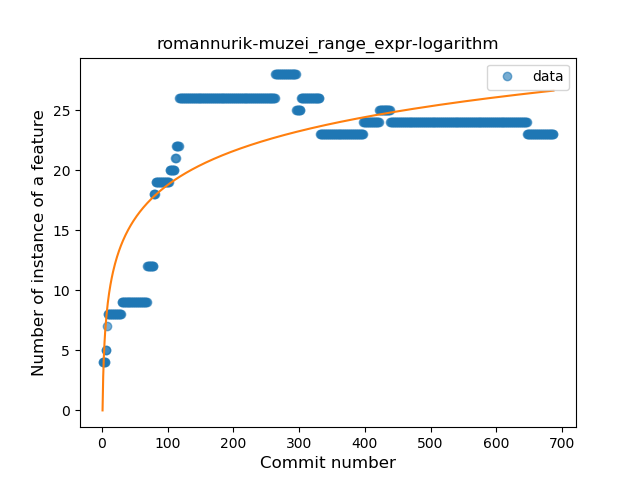 romannurik-muzei_range_expr-logarithm
data
Number of instance of a feature
25
20
15
10
5
0
0 100 200 300 400 500 600 700
Commit number